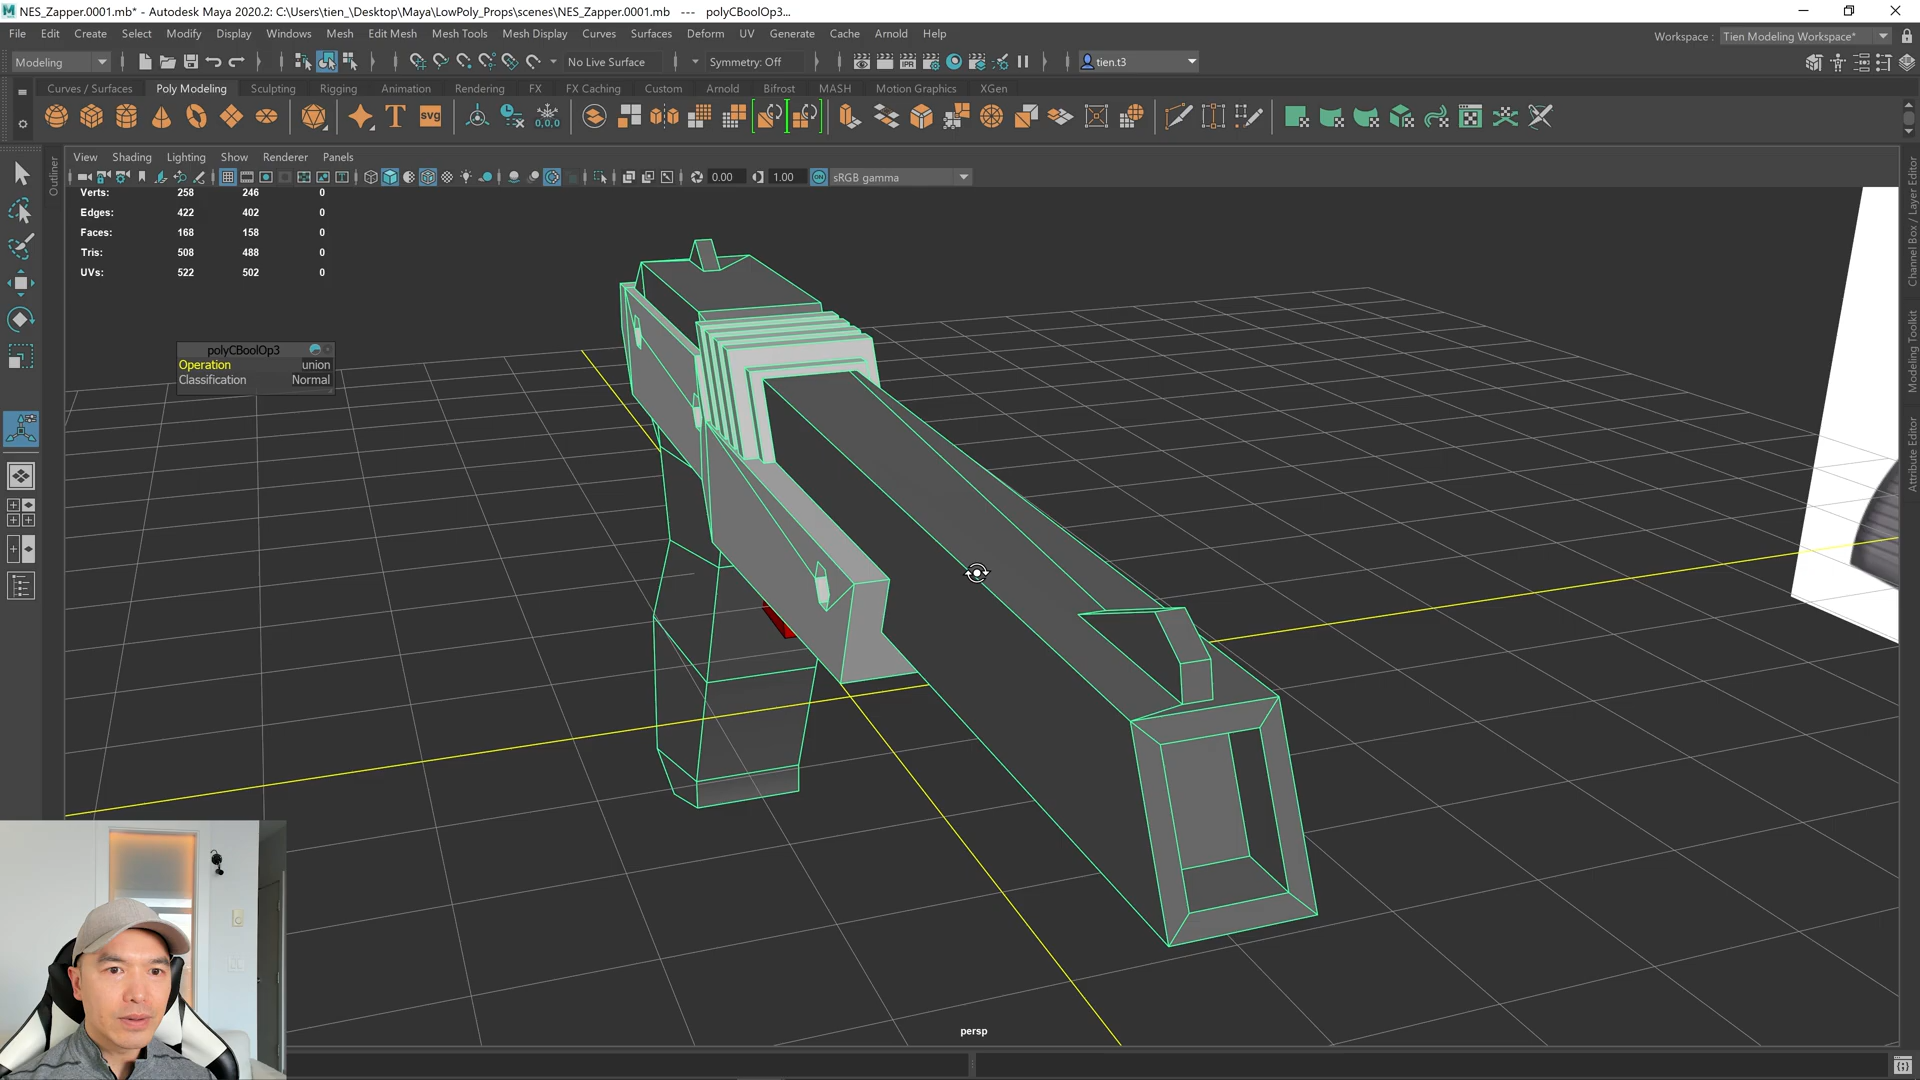 NES_Zapper.0001.mb* - Autodesk Maya 2020.2: C:\Users\tien_\Desktop\Maya\LowPoly_Props\scenes\NES_Zapper.0001.mb --- polyCBoolOp3...
File Edit Create Select Modify Display Windows Mesh Edit Mesh Mesh Tools Mesh Display Curves Surfaces Deform UV Generate Cache Arnold Help
Workspace : Tien Modeling Workspace*
Modeling No Live Surface Symmetry: Off tien.t3
Curves / Surfaces Poly Modeling Sculpting Rigging Animation Rendering FX FX Caching Custom Arnold Bifrost MASH Motion Graphics XGen
T svg 0,0,0
View Shading Lighting Show Renderer Panels
0.00 1.00 ON sRGB gamma
Outliner
Verts: 258 246 0
Edges: 422 402 0
Faces: 168 158 0
Tris: 508 488 0
UVs: 522 502 0
polyCBoolOp3
Operation union
Classification Normal
Channel Box / Layer Editor
Modeling Toolkit
Attribute Editor
persp